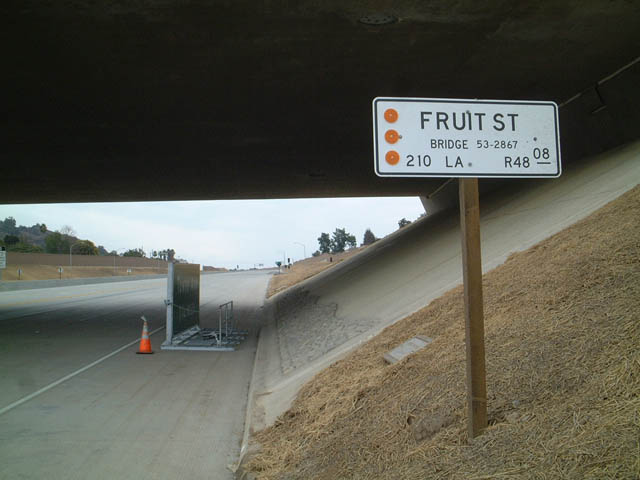 FRUIT ST
BRIDGE 53-2867
210 LA R48 08